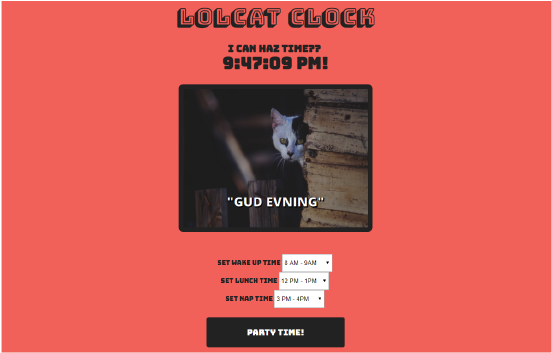 LOLCAT CLOCK
I CAN HAZ TIME??
9:47:09 PM!
"GUD EVNING"
SET WAKE UP TIME 8 AM - 9AM
SET LUNCH TIME 12 PM - 1PM
SET NAP TIME 3 PM - 4PM
PARTY TIME!